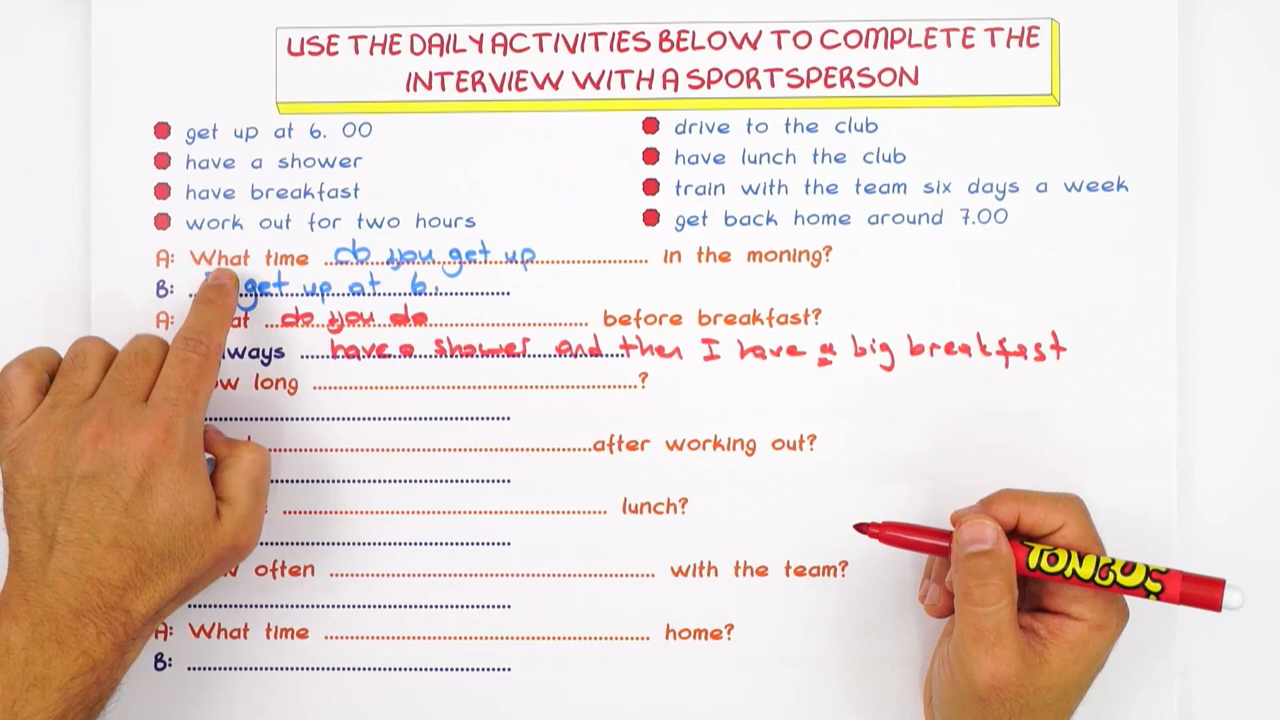 USE THE DAILY ACTIVITIES BELOW TO COMPLETE THE
INTERVIEW WITH A SPORTSPERSON
get up at 6. 00
have a shower
have breakfast
work out for two hours
drive to the club
have lunch the club
train with the team six days a week
get back home around 7.00
A: What time do you get up in the moning?
B: get up at 6.
A: do you do before breakfast?
have a shower and then I have a big breakfast
long ?
after working out?
lunch?
often with the team?
A: What time home?
B:
TONGUC